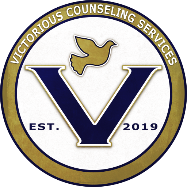 VICTORIOUS COUNSELING SERVICES
EST. V 2019